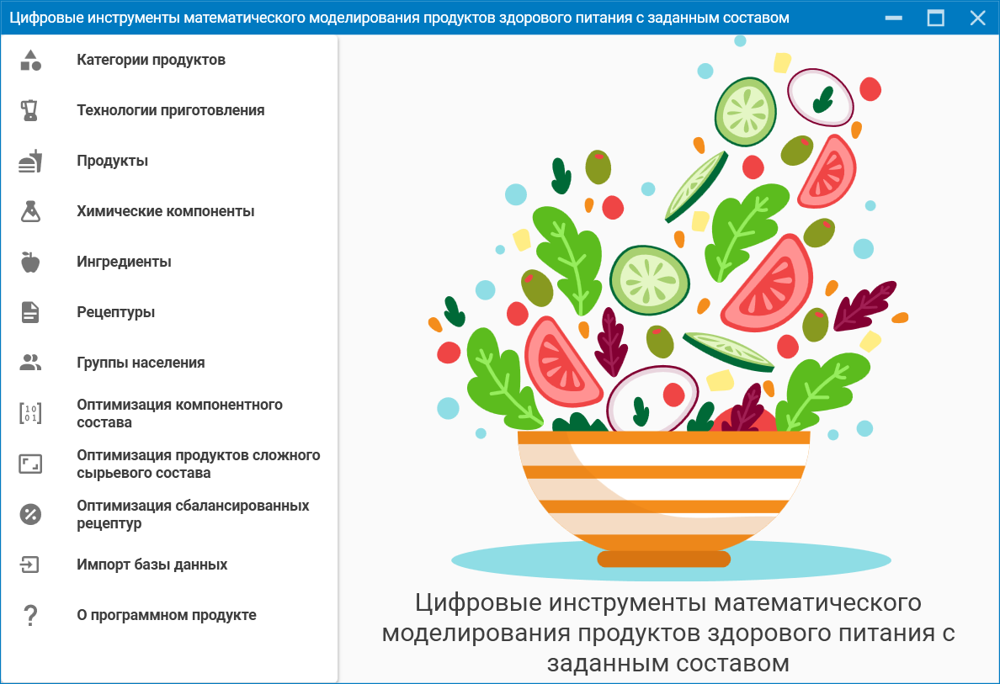 Цифровые инструменты математического моделирования продуктов здорового питания с заданным составом
Категории продуктов
Технологии приготовления
Продукты
Химические компоненты
Ингредиенты
Рецептуры
Группы населения
10
01
Оптимизация компонентного
состава
Оптимизация продуктов сложного
сырьевого состава
Оптимизация сбалансированных
рецептур
Импорт базы данных
О программном продукте
Цифровые инструменты математического
моделирования продуктов здорового питания с
заданным составом